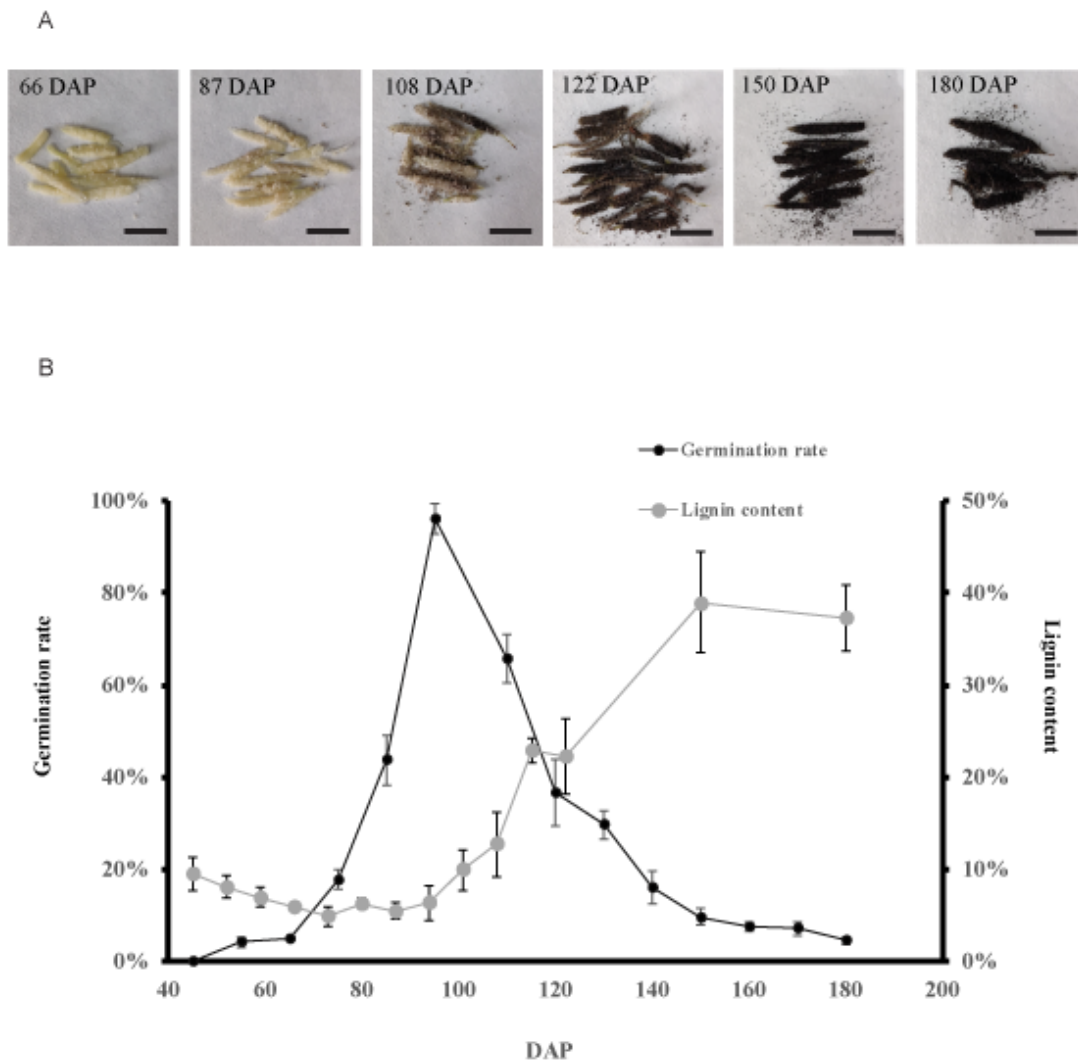 A
66 DAP 87 DAP 108 DAP 122 DAP 150 DAP 180 DAP
B
Germination rate
Lignin content
100%
80%
60%
40%
20%
0%
Germination rate
50%
40%
30%
20%
10%
0%
Lignin content
40 60 80 100 120 140 160 180 200
DAP